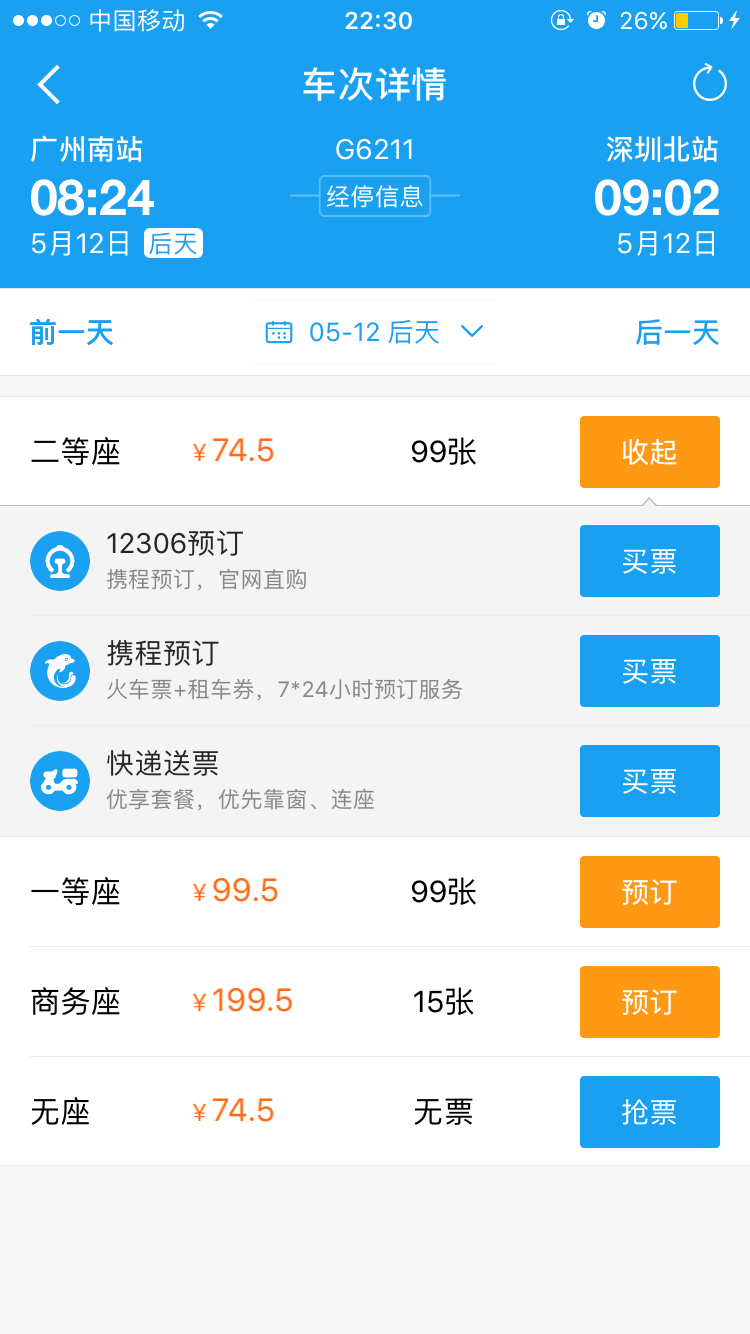 中国移动 22:30 26%
车次详情
广州南站 G6211 深圳北站
08:24 经停信息 09:02
5月12日 后天 5月12日
前一天 05-12 后天 后一天
二等座 ¥74.5 99张 收起
12306预订
携程预订，官网直购 买票
携程预订
火车票+租车券，7*24小时预订服务 买票
快递送票
优享套餐，优先靠窗、连座 买票
一等座 ¥99.5 99张 预订
商务座 ¥199.5 15张 预订
无座 ¥74.5 无票 抢票